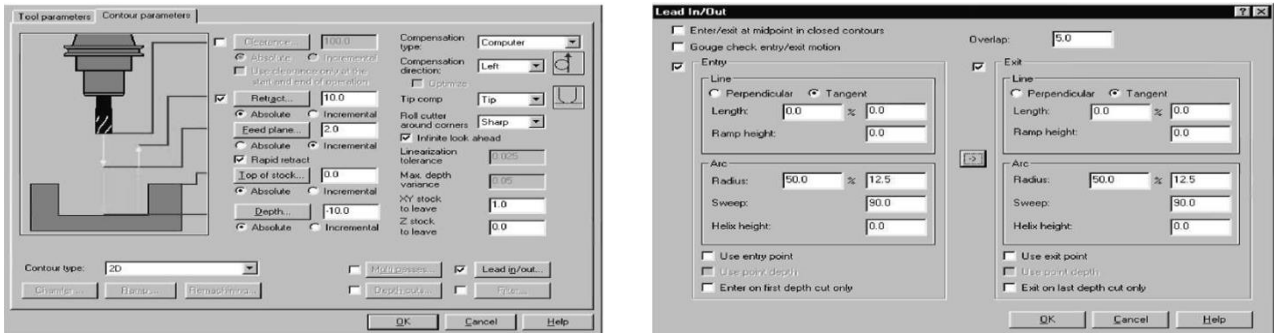 Tool parameters Contour parameters
Clearance... 100.0
Absolute Incremental
Use clearance only at the
start and end of operation
Retract... 10.0
Absolute Incremental
Feed plane... 2.0
Absolute Incremental
Rapid retract
Top of stock... 0.0
Absolute Incremental
Depth... -10.0
Absolute Incremental
Compensation
type: Computer
Compensation
direction: Left
Optimize
Tip comp Tip
Roll cutter
around corners Sharp
Infinite look ahead
Linearization
tolerance 0.025
Max. depth
variance 0.05
XY stock
to leave 1.0
Z stock
to leave 0.0
Contour type: 2D
Multi passes... Lead in/out...
Chamfer... Ramp... Remachining... Depth cuts... Filter...
OK Cancel Help
Lead In/Out
Enter/exit at midpoint in closed contours
Gouge check entry/exit motion
Overlap: 5.0
Entry
Line
Perpendicular Tangent
Length: 0.0 % 0.0
Ramp height: 0.0
Arc
Radius: 50.0 % 12.5
Sweep: 90.0
Helix height: 0.0
Use entry point
Use point depth
Enter on first depth cut only
Exit
Line
Perpendicular Tangent
Length: 0.0 % 0.0
Ramp height: 0.0
Arc
Radius: 50.0 % 12.5
Sweep: 90.0
Helix height: 0.0
Use exit point
Use point depth
Exit on last depth cut only
OK Cancel Help